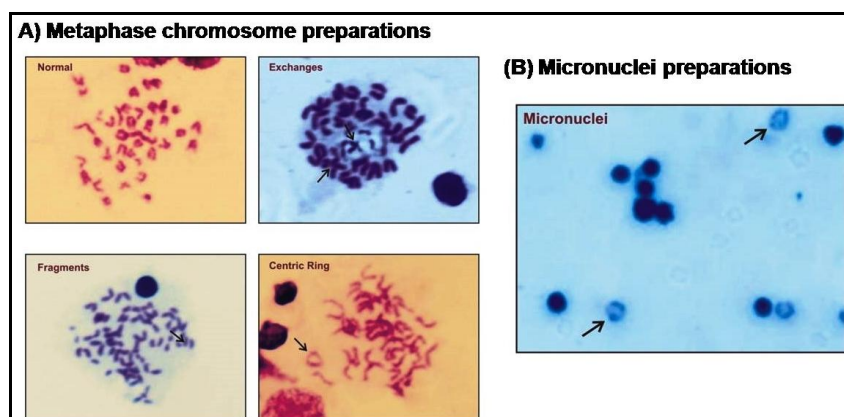 A) Metaphase chromosome preparations
Normal
Exchanges
(B) Micronuclei preparations
Micronuclei
Fragments
Centric Ring